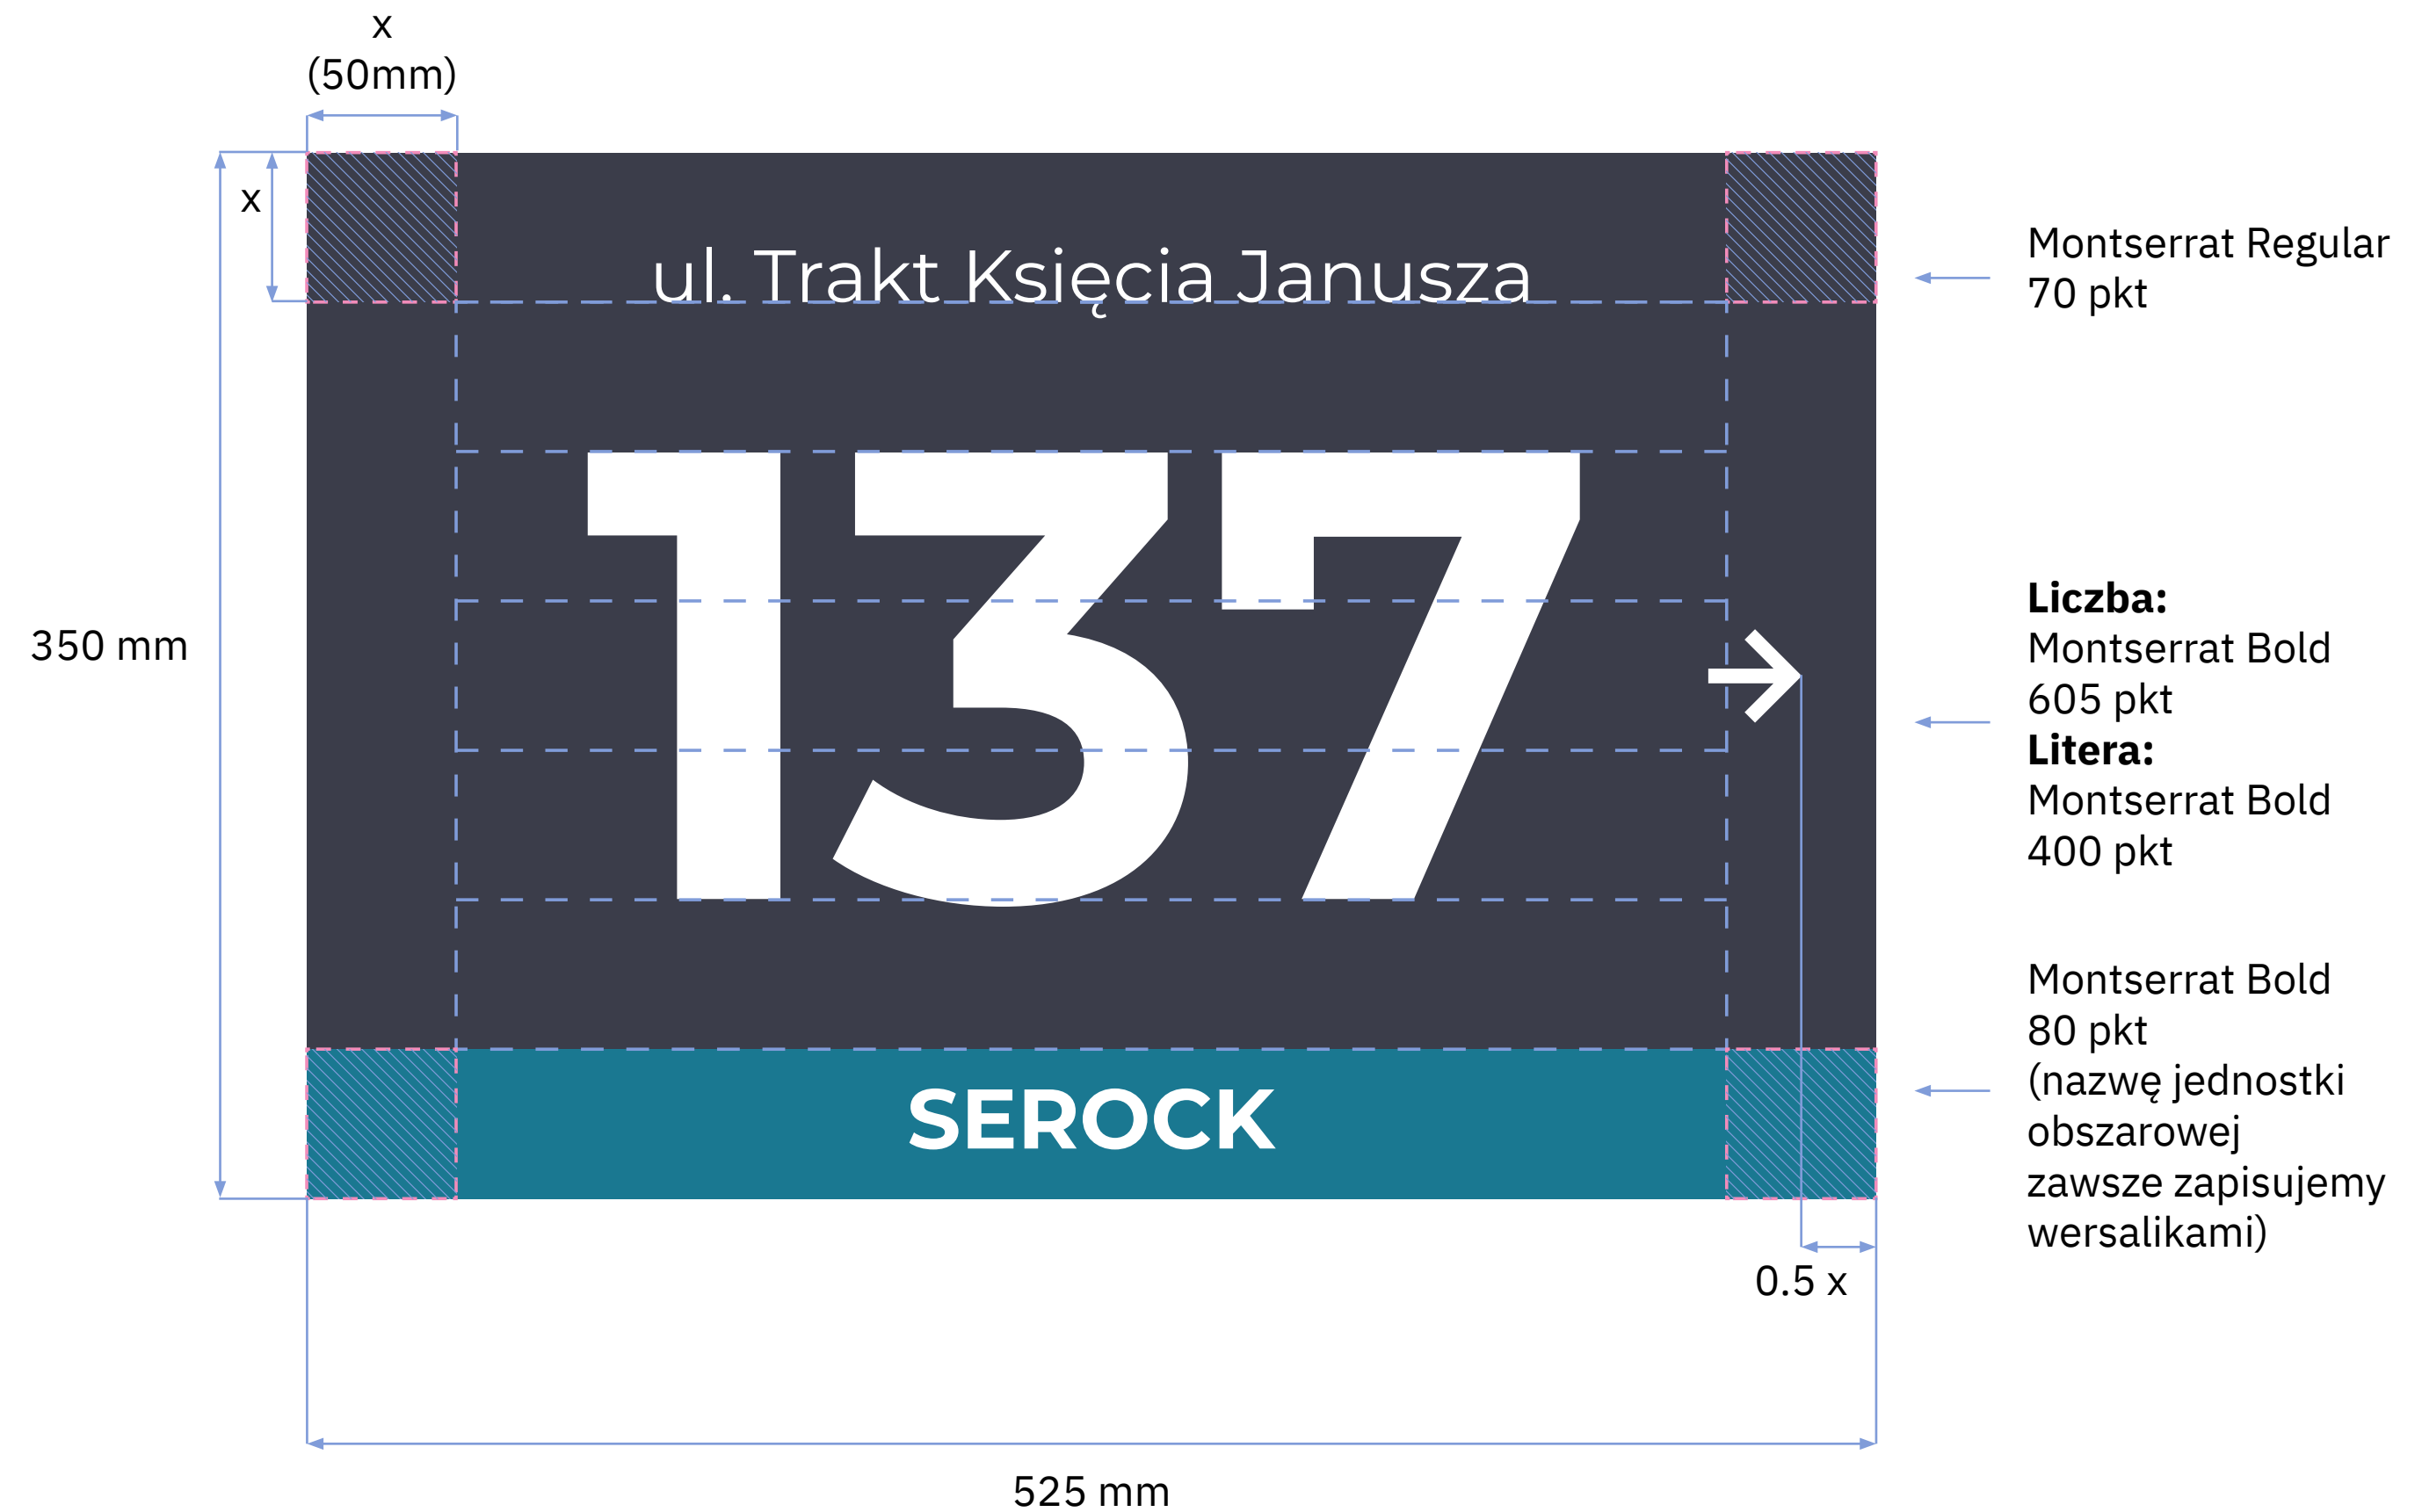 x
(50mm)
x
ul. Trakt Księcia Janusza
Montserrat Regular
70 pkt
137
350 mm
Liczba:
Montserrat Bold
605 pkt
Litera:
Montserrat Bold
400 pkt
SEROCK
Montserrat Bold
80 pkt
(nazwę jednostki
obszarowej
zawsze zapisujemy
wersalikami)
0.5 x
525 mm